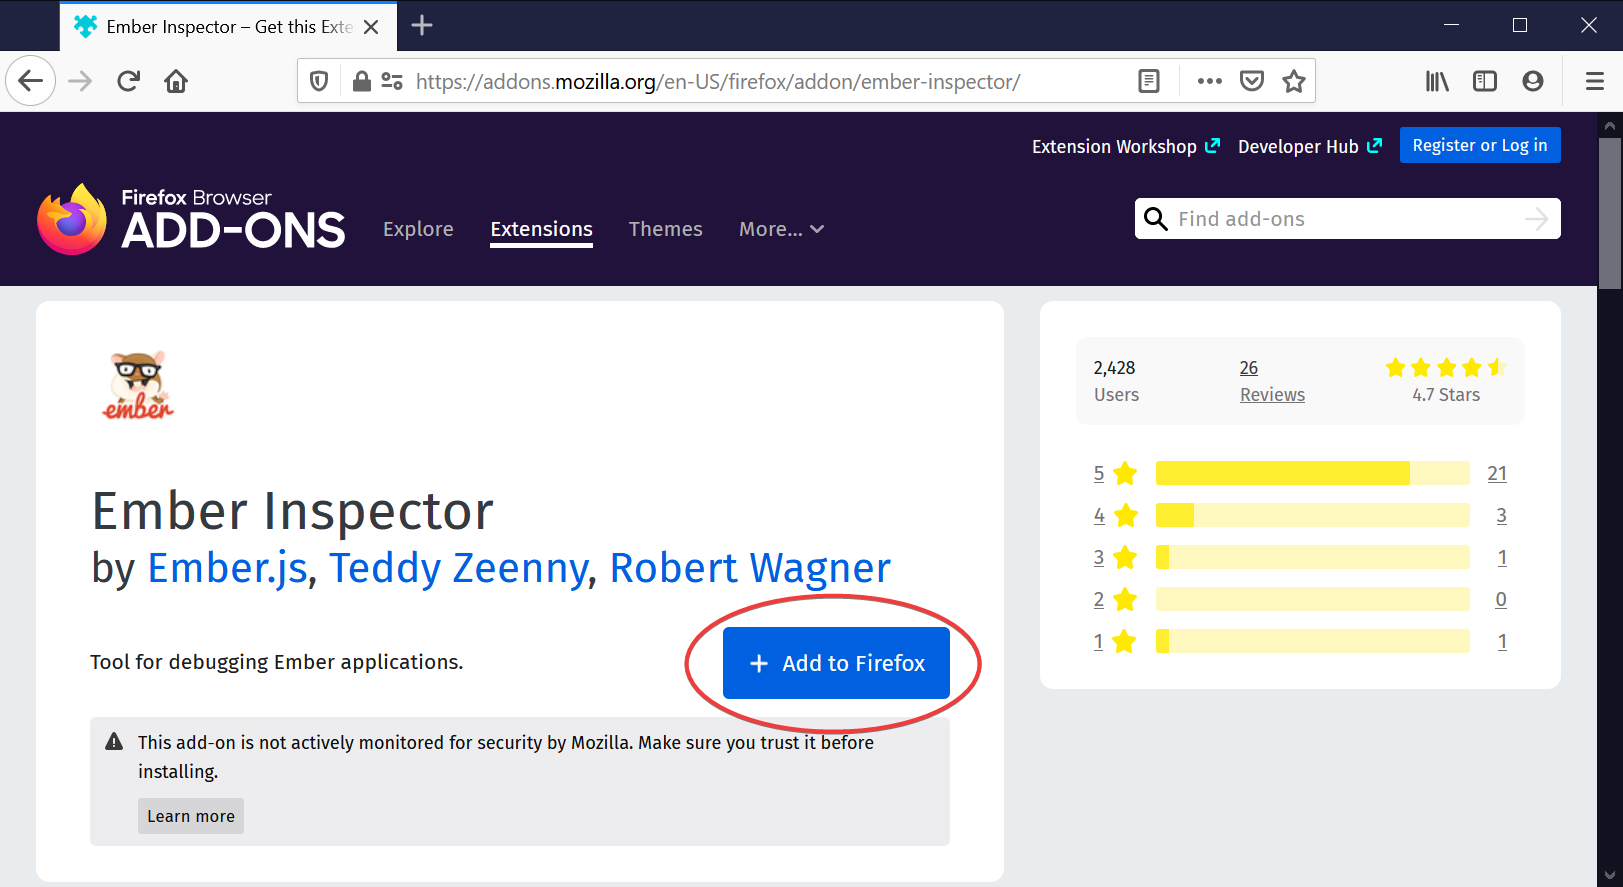 Ember Inspector – Get this Exte
https://addons.mozilla.org/en-US/firefox/addon/ember-inspector/
Extension Workshop
Developer Hub
Register or Log in
Firefox Browser
ADD-ONS
Explore
Extensions
Themes
More...
Find add-ons
ember
Ember Inspector
by Ember.js, Teddy Zeenny, Robert Wagner
Tool for debugging Ember applications.
+ Add to Firefox
This add-on is not actively monitored for security by Mozilla. Make sure you trust it before
installing.
Learn more
2,428
Users
26
Reviews
4.7 Stars
5 21
4 3
3 1
2 0
1 1